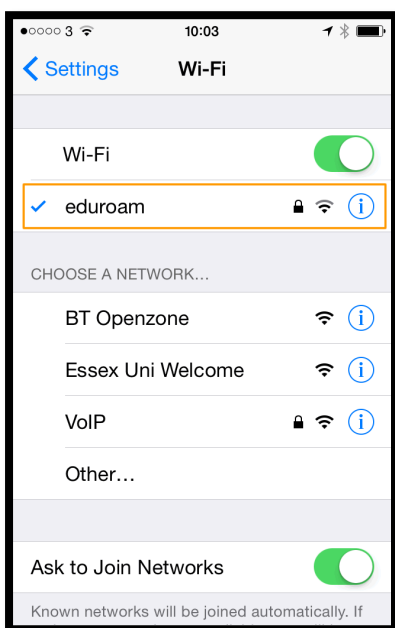 3 10:03
Settings Wi-Fi
Wi-Fi
eduroam
CHOOSE A NETWORK...
BT Openzone
Essex Uni Welcome
VoIP
Other...
Ask to Join Networks
Known networks will be joined automatically. If